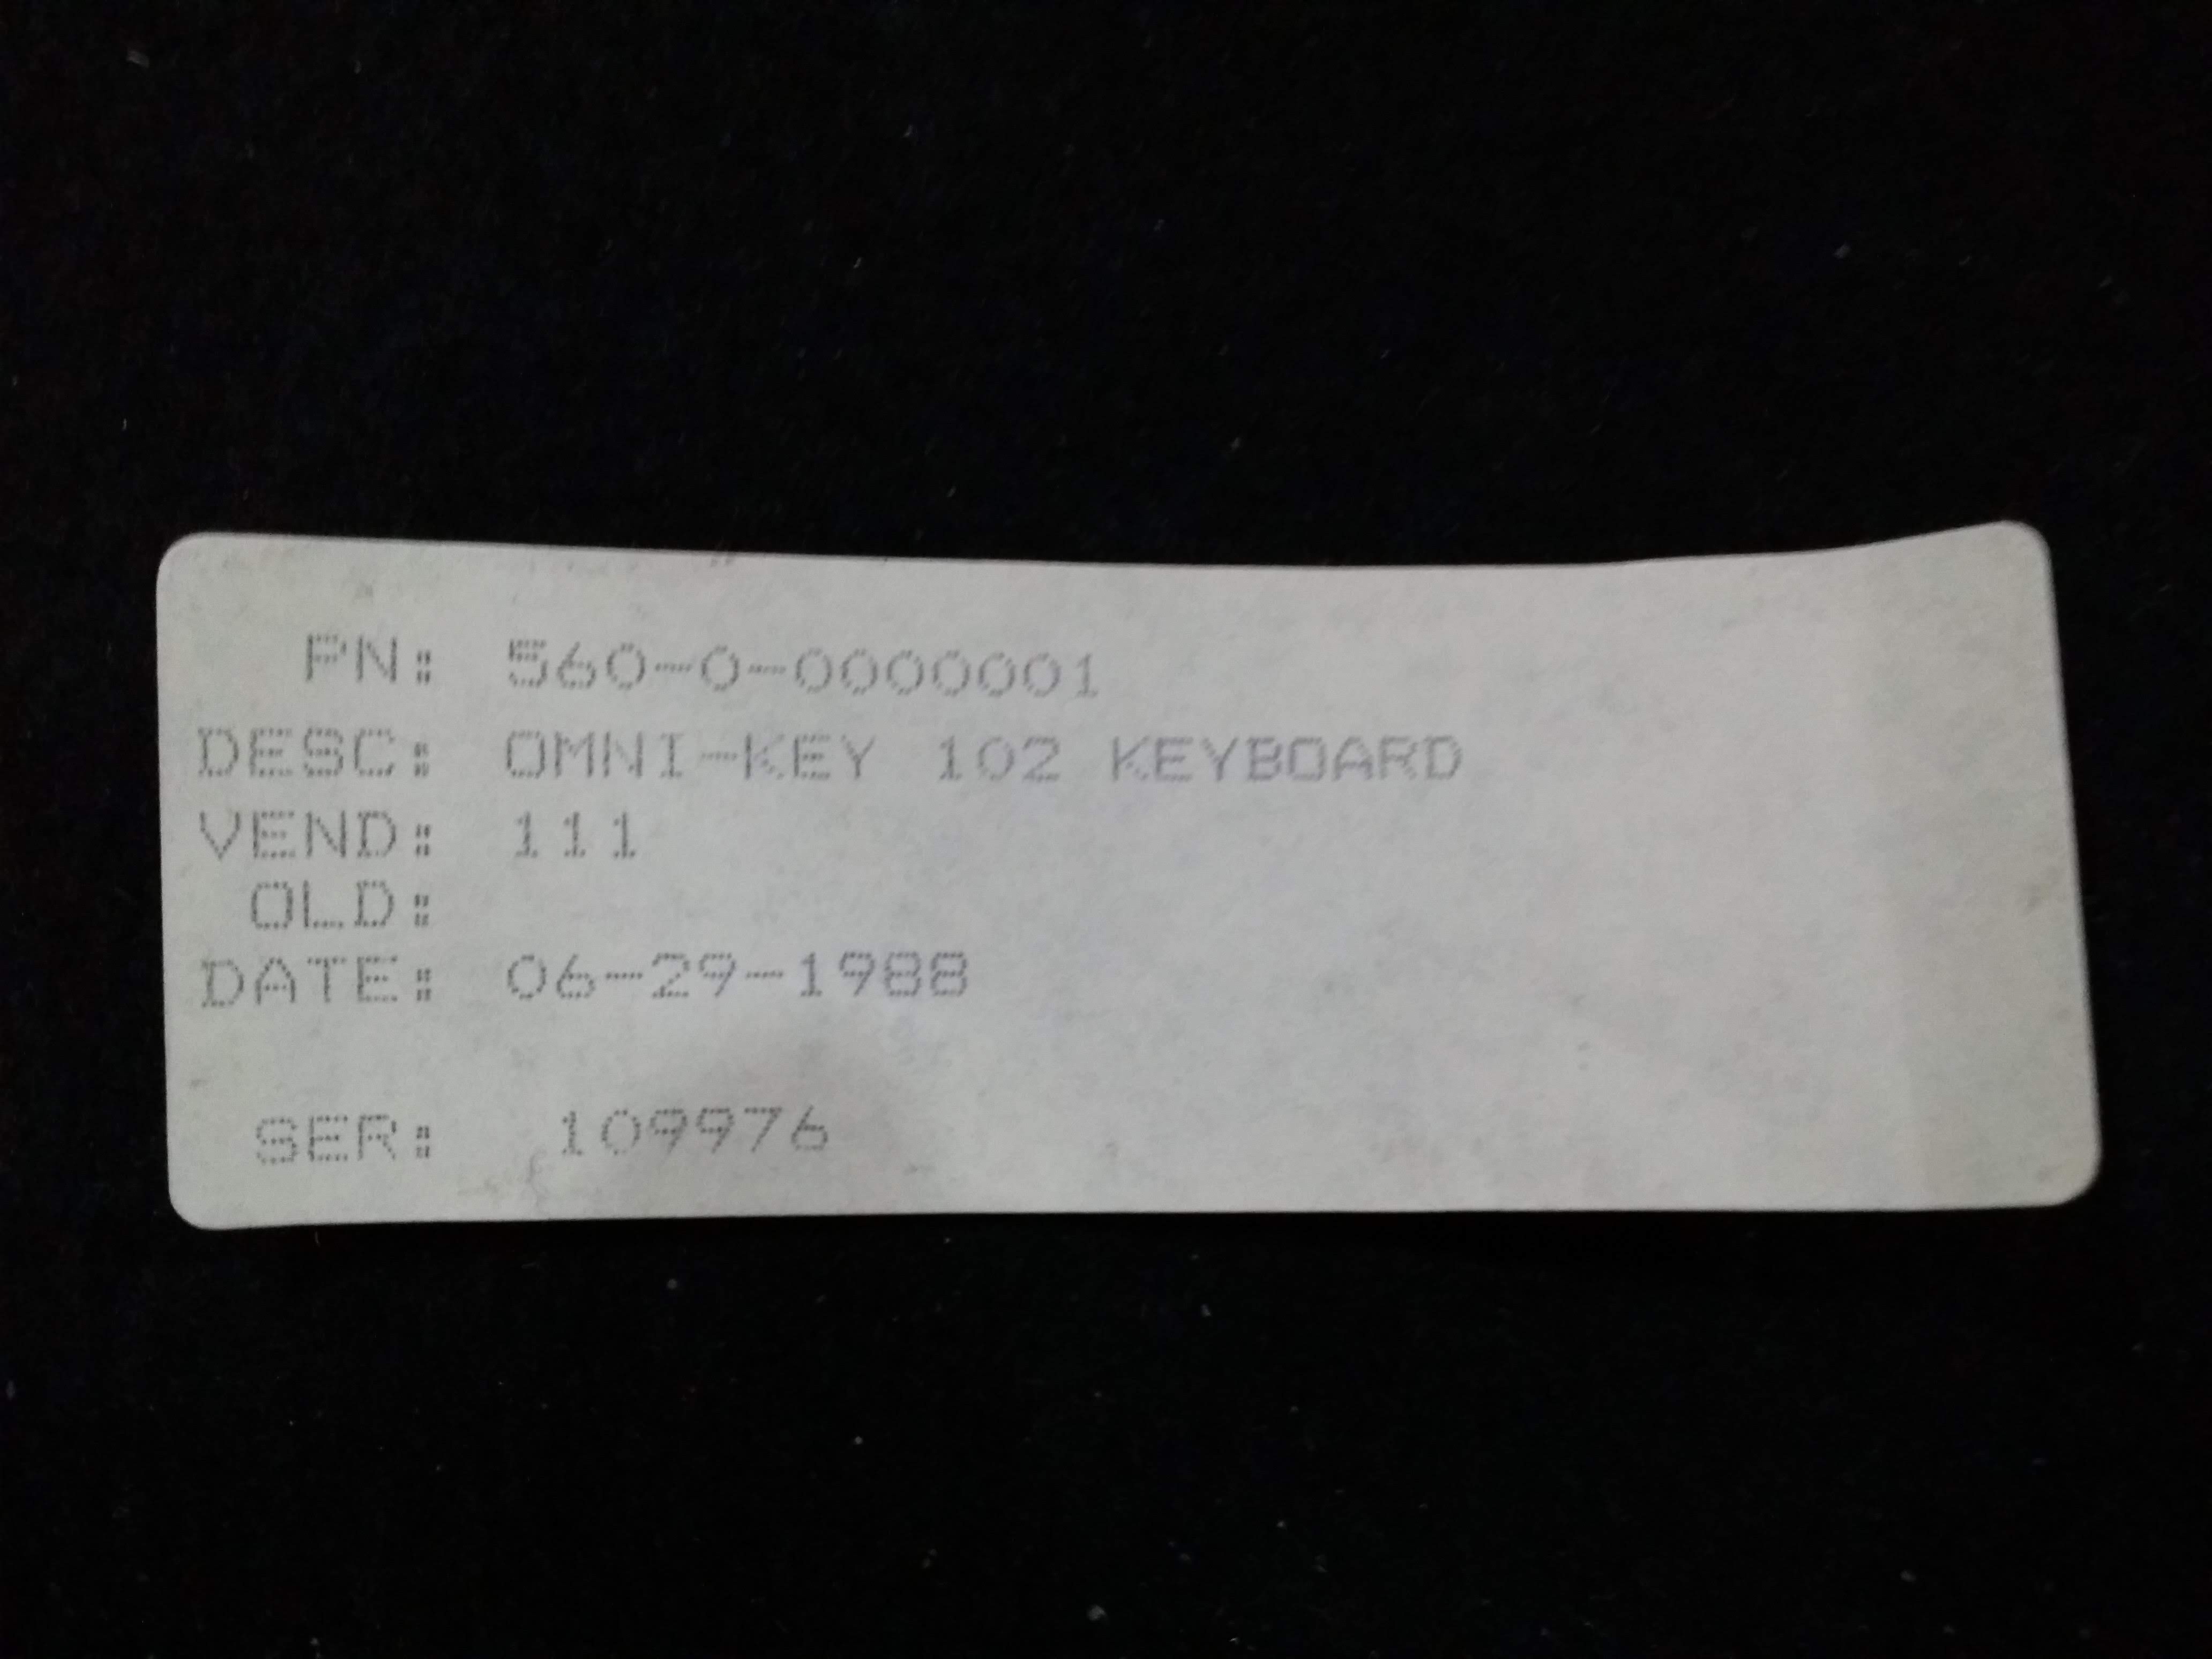 PN: 560-0-0000001
DESC: OMNI-KEY 102 KEYBOARD
VEND: 111
OLD:
DATE: 06-29-1988
SER: 109976